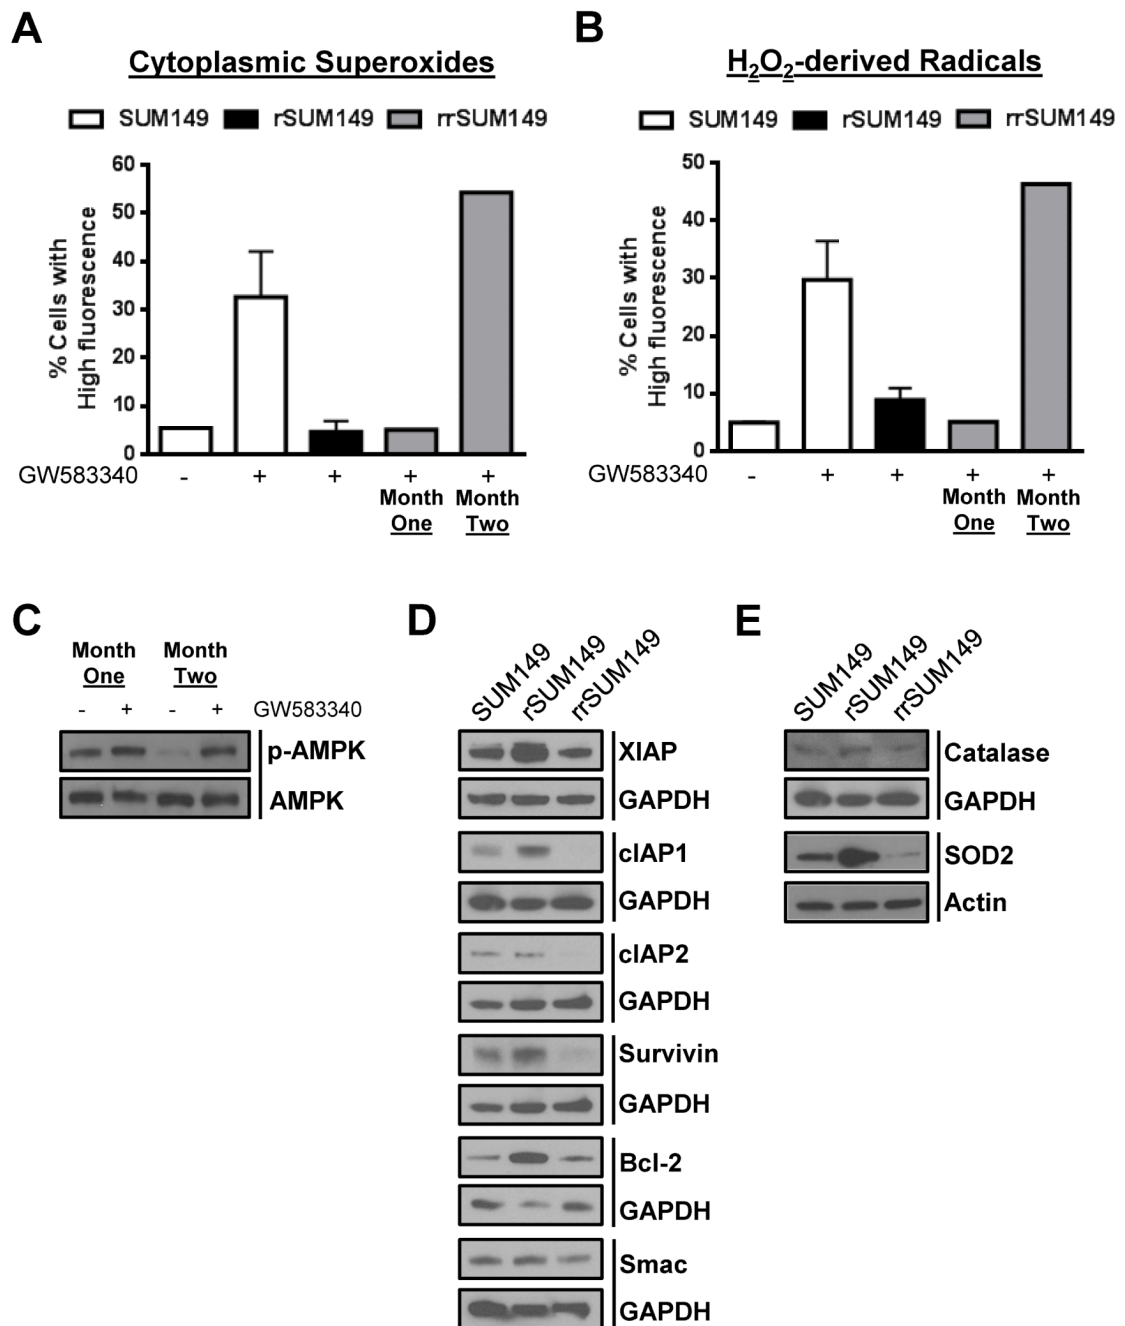 A
Cytoplasmic Superoxides
SUM149 rSUM149 rrSUM149
60
50
40
30
20
10
0
% Cells with
High fluorescence
GW583340 - + + + +
Month Month
One Two
B
H2O2-derived Radicals
SUM149 rSUM149 rrSUM149
50
40
30
20
10
0
% Cells with
High fluorescence
GW583340 - + + + +
Month Month
One Two
C
Month Month
One Two
- + - + GW583340
p-AMPK
AMPK
D
SUM149 rSUM149 rrSUM149
XIAP
GAPDH
cIAP1
GAPDH
cIAP2
GAPDH
Survivin
GAPDH
Bcl-2
GAPDH
Smac
GAPDH
E
SUM149 rSUM149 rrSUM149
Catalase
GAPDH
SOD2
Actin